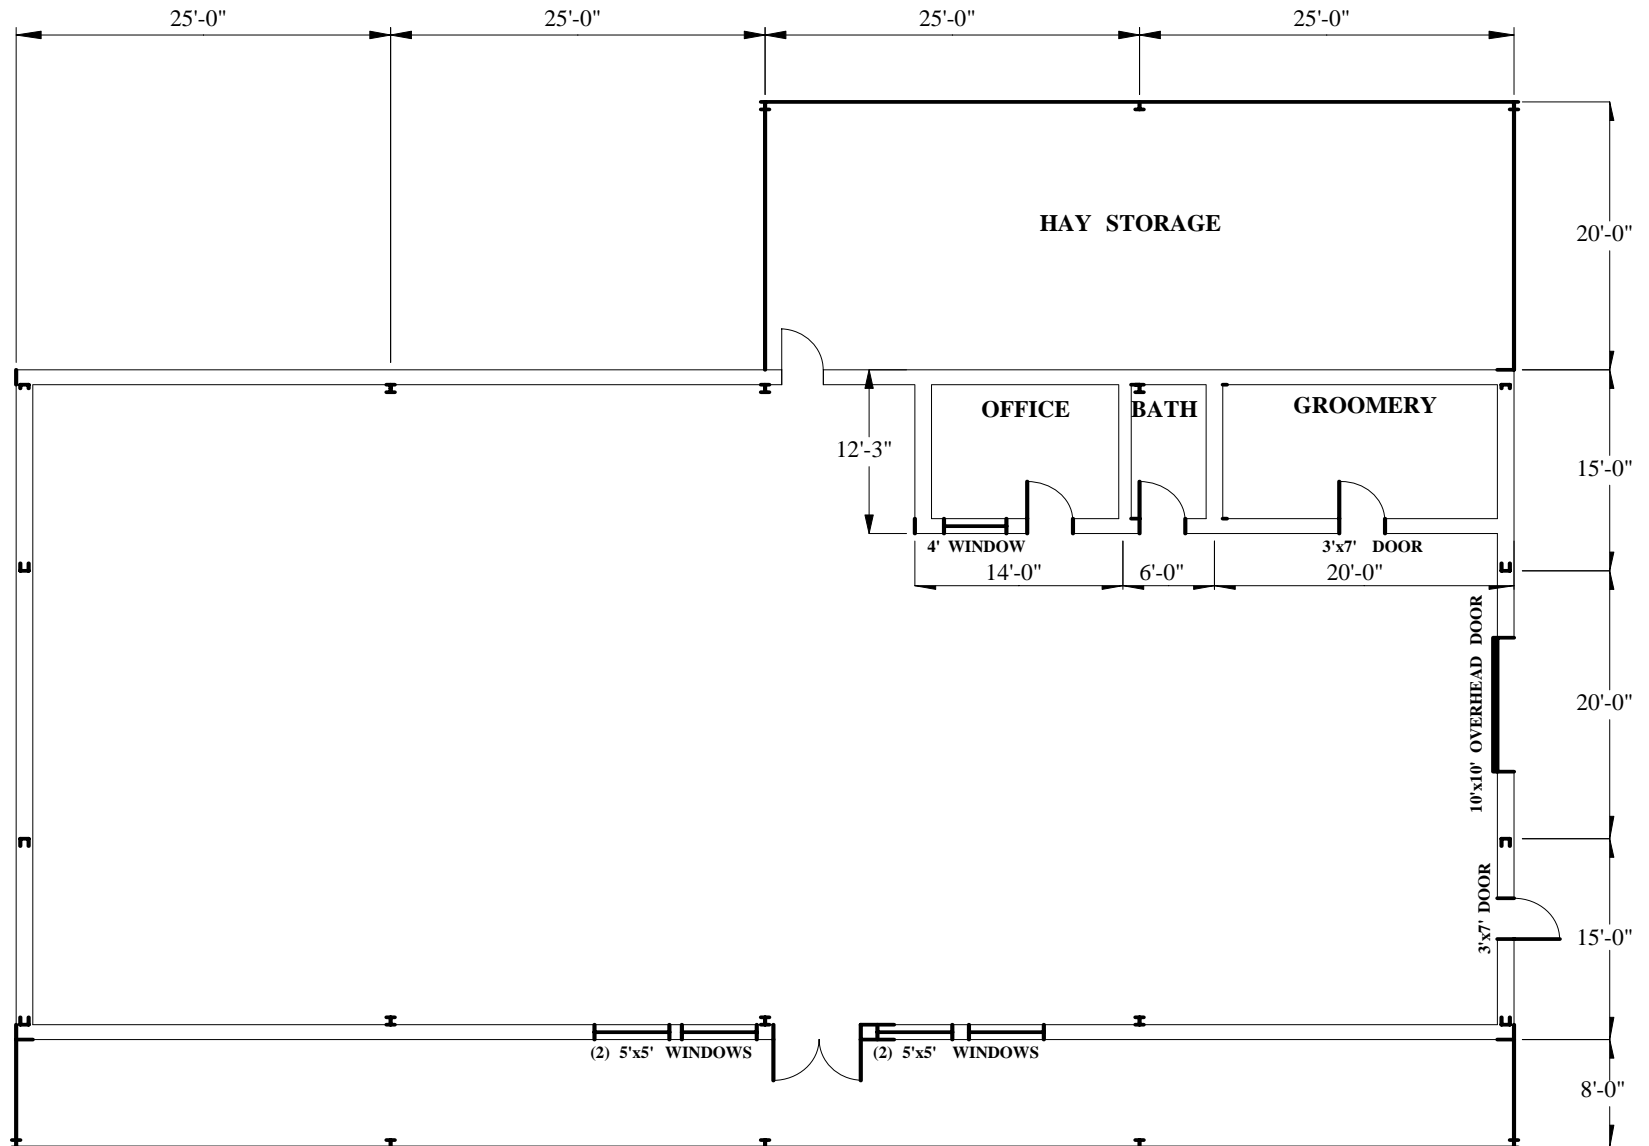 25'-0" 25'-0" 25'-0" 25'-0"
HAY STORAGE
20'-0"
OFFICE BATH GROOMERY
12'-3"
15'-0"
4' WINDOW 3'x7' DOOR
14'-0" 6'-0" 20'-0"
10'x10' OVERHEAD DOOR
20'-0"
3'x7' DOOR
15'-0"
(2) 5'x5' WINDOWS (2) 5'x5' WINDOWS
8'-0"